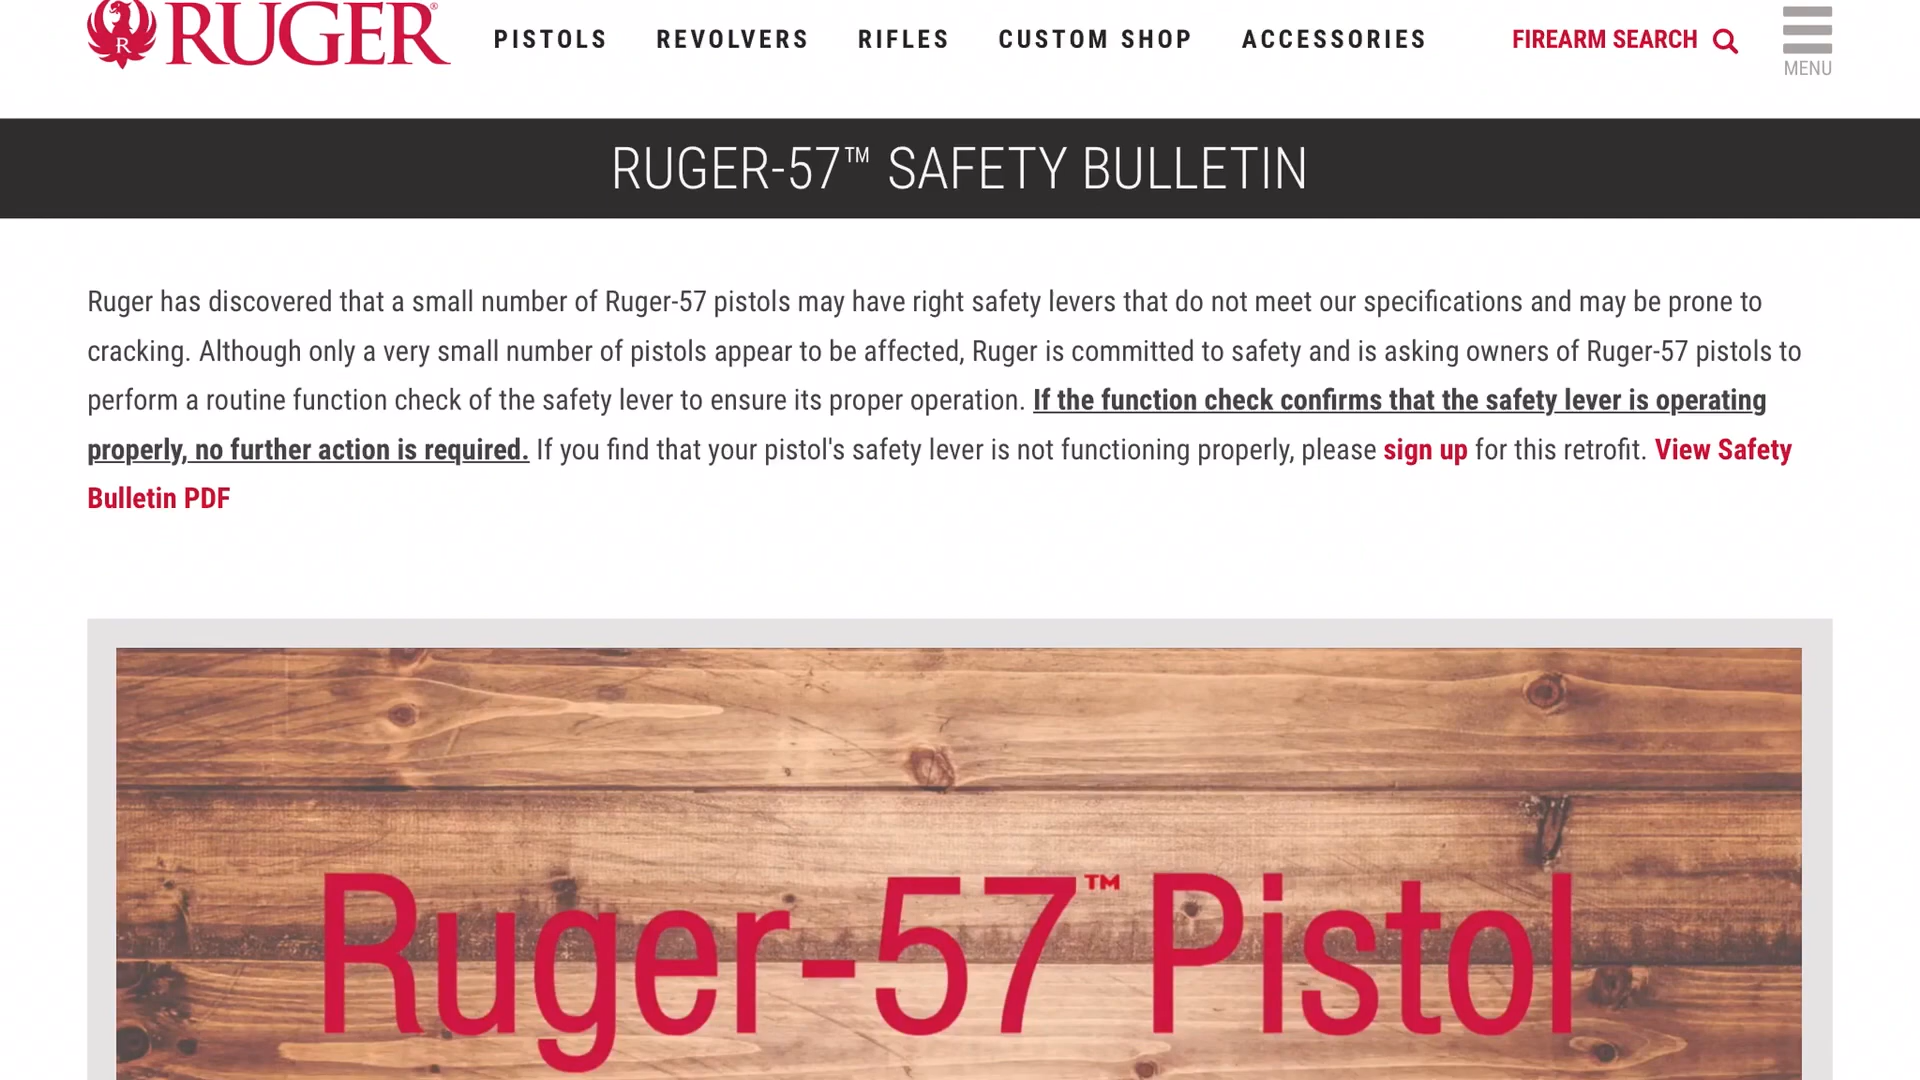 RUGER®
PISTOLS REVOLVERS RIFLES CUSTOM SHOP ACCESSORIES FIREARM SEARCH
MENU
RUGER-57™ SAFETY BULLETIN
Ruger has discovered that a small number of Ruger-57 pistols may have right safety levers that do not meet our specifications and may be prone to
cracking. Although only a very small number of pistols appear to be affected, Ruger is committed to safety and is asking owners of Ruger-57 pistols to
perform a routine function check of the safety lever to ensure its proper operation. If the function check confirms that the safety lever is operating
properly, no further action is required. If you find that your pistol's safety lever is not functioning properly, please sign up for this retrofit. View Safety
Bulletin PDF
Ruger-57™ Pistol